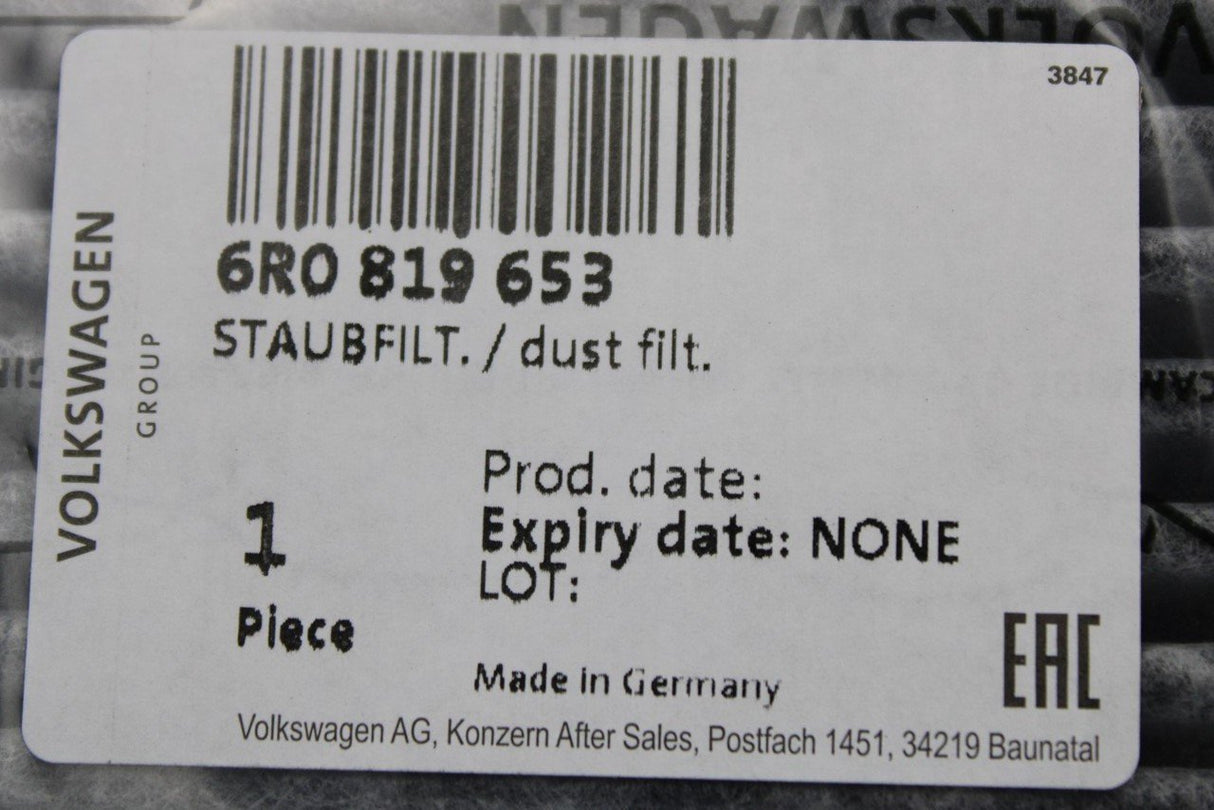 VOLKSWAGEN
3847
6R0 819 653
STAUBFILT. / dust filt.
VOLKSWAGEN
GROUP
Prod. date:
Expiry date: NONE
LOT:
1
Piece
Made in Germany
EAC
Volkswagen AG, Konzern After Sales, Postfach 1451, 34219 Baunatal